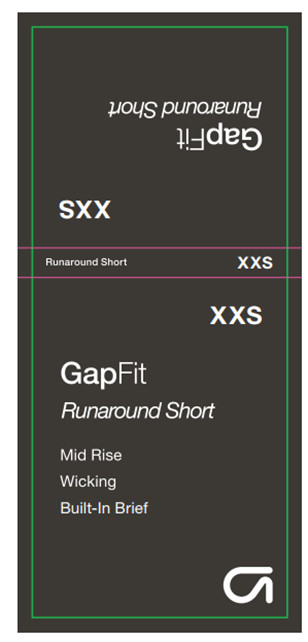 XXS
GapFit
Runaround Short
Runaround Short XXS
XXS
GapFit
Runaround Short
Mid Rise
Wicking
Built-In Brief